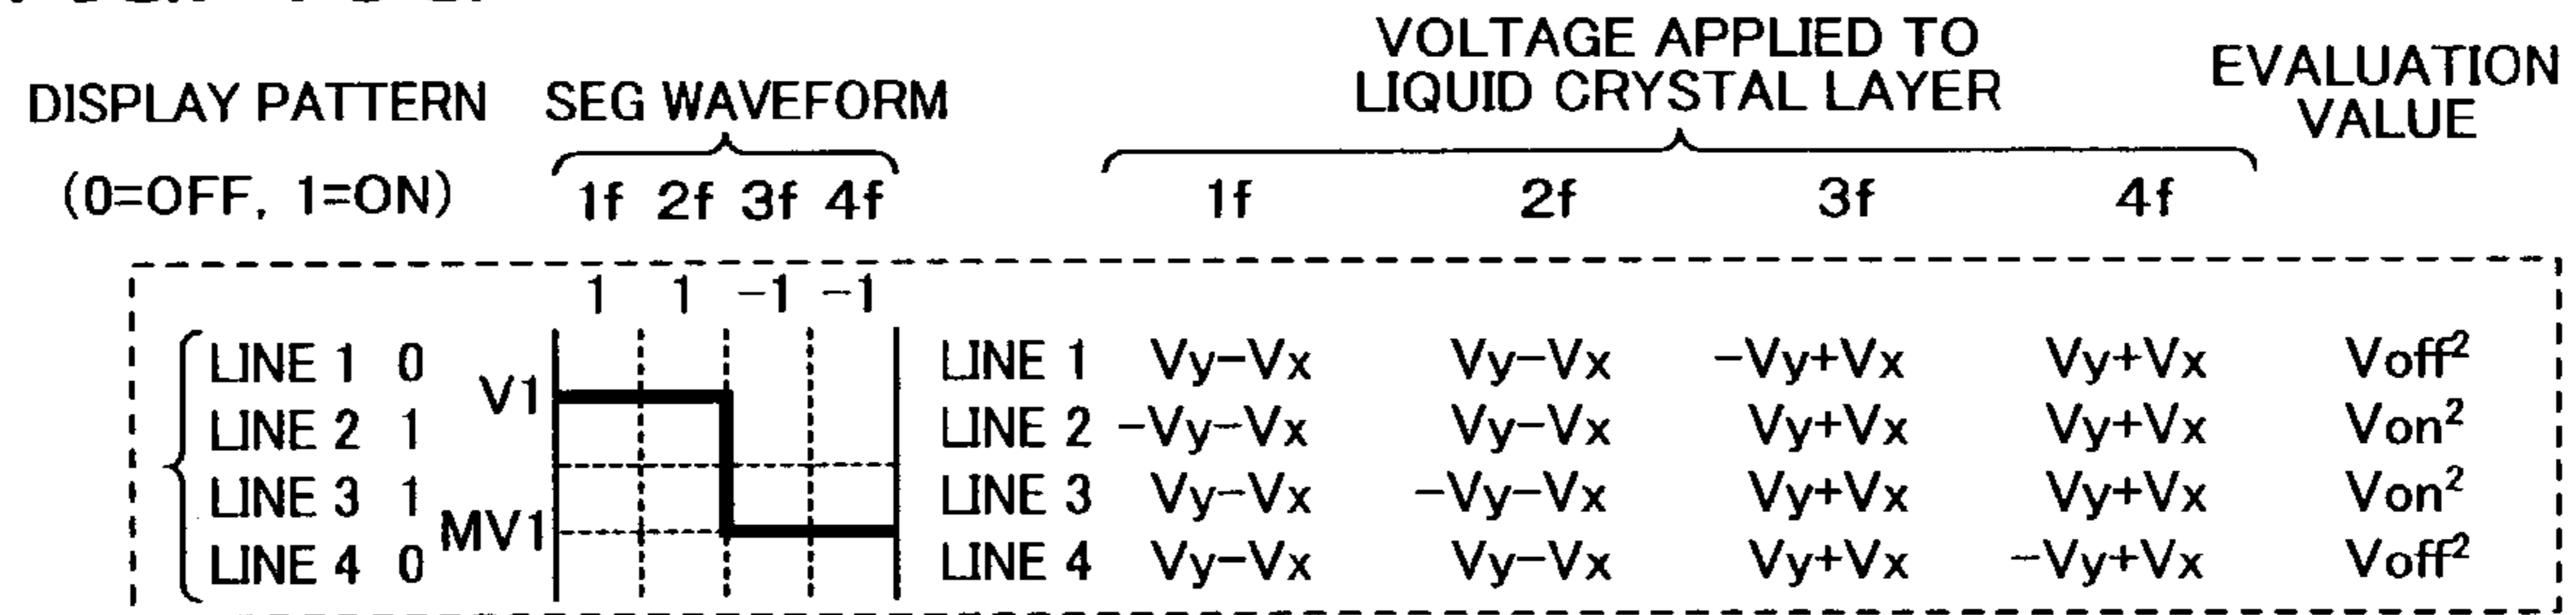 VOLTAGE APPLIED TO
LIQUID CRYSTAL LAYER
EVALUATION
VALUE
DISPLAY PATTERN
(0=OFF, 1=ON)
SEG WAVEFORM
1f 2f 3f 4f
1f 2f 3f 4f
1 1 -1 -1
LINE 1 0
LINE 2 1
LINE 3 1
LINE 4 0
V1
MV1
LINE 1 Vy-Vx Vy-Vx -Vy+Vx Vy+Vx Voff²
LINE 2 -Vy-Vx Vy-Vx Vy+Vx Vy+Vx Von²
LINE 3 Vy-Vx -Vy-Vx Vy+Vx Vy+Vx Von²
LINE 4 Vy-Vx Vy-Vx Vy+Vx -Vy+Vx Voff²